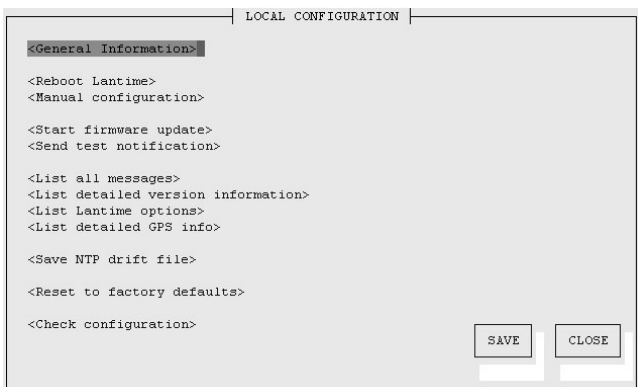 LOCAL CONFIGURATION
<General Information>
<Reboot Lantime>
<Manual configuration>
<Start firmware update>
<Send test notification>
<List all messages>
<List detailed version information>
<List Lantime options>
<List detailed GPS info>
<Save NTP drift file>
<Reset to factory defaults>
<Check configuration>
SAVE CLOSE